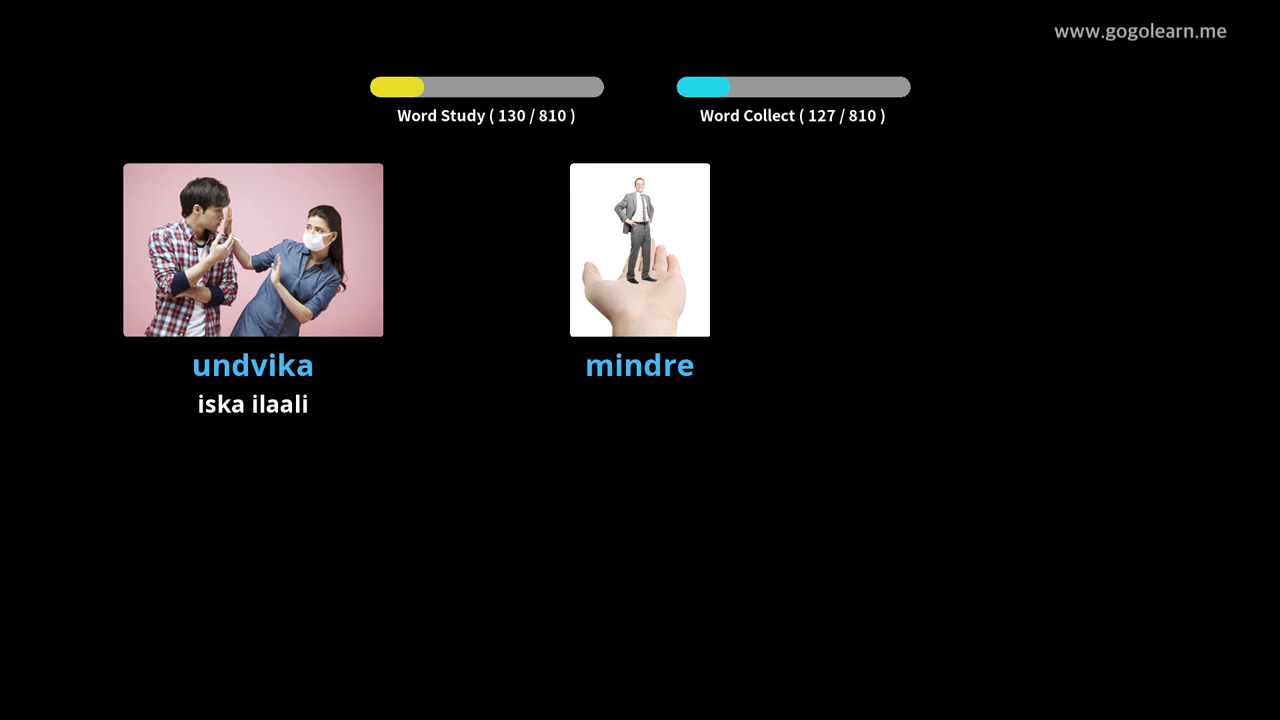 www.gogolearn.me
Word Study ( 130 / 810 )
Word Collect ( 127 / 810 )
undvika
iska ilaali
mindre